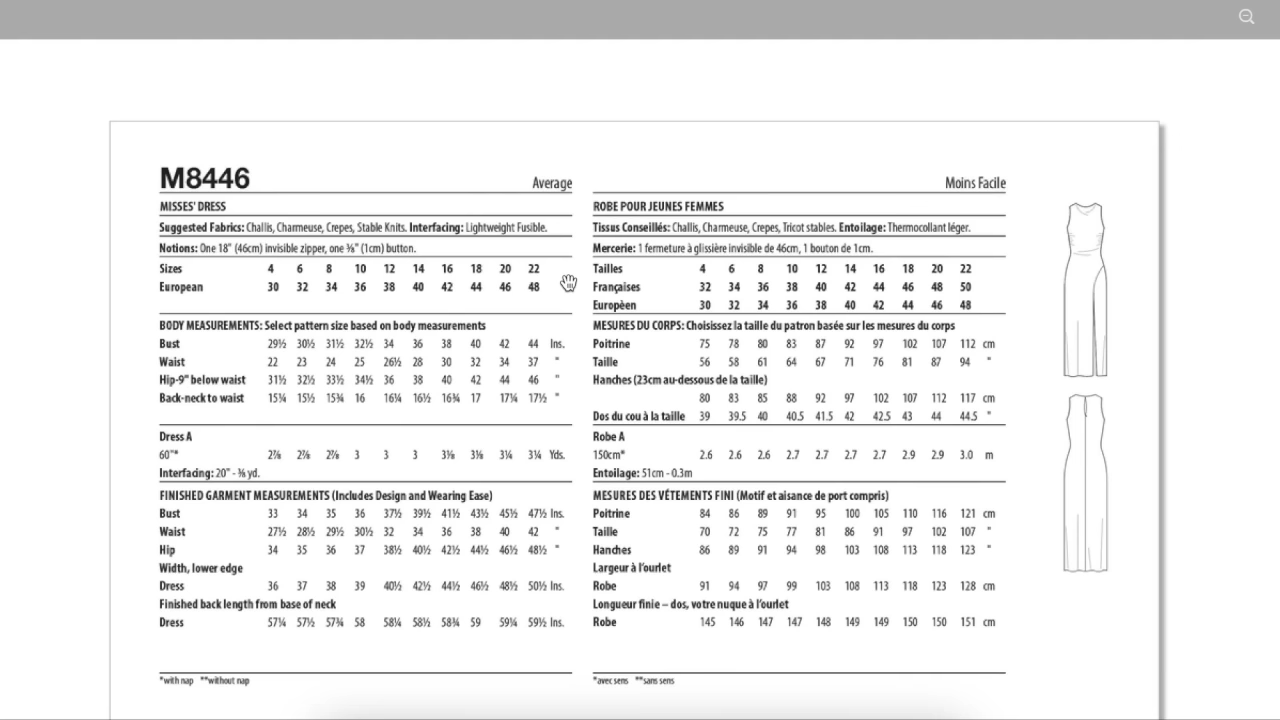 M8446 Average
MISSES' DRESS
Suggested Fabrics: Challis, Charmeuse, Crepes, Stable Knits. Interfacing: Lightweight Fusible.
Notions: One 18" (46cm) invisible zipper, one ⅜" (1cm) button.
Sizes 4 6 8 10 12 14 16 18 20 22
European 30 32 34 36 38 40 42 44 46 48
BODY MEASUREMENTS: Select pattern size based on body measurements
Bust 29½ 30½ 31½ 32½ 34 36 38 40 42 44 Ins.
Waist 22 23 24 25 26½ 28 30 32 34 37 "
Hip-9" below waist 31½ 32½ 33½ 34½ 36 38 40 42 44 46 "
Back-neck to waist 15¼ 15½ 15¾ 16 16¼ 16½ 16¾ 17 17¼ 17½ "
Dress A
60"* 2⅞ 2⅞ 2⅞ 3 3 3 3⅛ 3⅛ 3¼ 3¼ Yds.
Interfacing: 20" - ⅜ yd.
FINISHED GARMENT MEASUREMENTS (Includes Design and Wearing Ease)
Bust 33 34 35 36 37½ 39½ 41½ 43½ 45½ 47½ Ins.
Waist 27½ 28½ 29½ 30½ 32 34 36 38 40 42 "
Hip 34 35 36 37 38½ 40½ 42½ 44½ 46½ 48½ "
Width, lower edge
Dress 36 37 38 39 40½ 42½ 44½ 46½ 48½ 50½ Ins.
Finished back length from base of neck
Dress 57¼ 57½ 57¾ 58 58¼ 58½ 58¾ 59 59¼ 59½ Ins.
*with nap **without nap
Moins Facile
ROBE POUR JEUNES FEMMES
Tissus Conseillés: Challis, Charmeuse, Crepes, Tricot stables. Entoilage: Thermocollant léger.
Mercerie: 1 fermeture à glissière invisible de 46cm, 1 bouton de 1cm.
Tailles 4 6 8 10 12 14 16 18 20 22
Françaises 32 34 36 38 40 42 44 46 48 50
Europèen 30 32 34 36 38 40 42 44 46 48
MESURES DU CORPS: Choisissez la taille du patron basée sur les mesures du corps
Poitrine 75 78 80 83 87 92 97 102 107 112 cm
Taille 56 58 61 64 67 71 76 81 87 94 "
Hanches (23cm au-dessous de la taille)
80 83 85 88 92 97 102 107 112 117 cm
Dos du cou à la taille 39 39.5 40 40.5 41.5 42 42.5 43 44 44.5 "
Robe A
150cm* 2.6 2.6 2.6 2.7 2.7 2.7 2.7 2.9 2.9 3.0 m
Entoilage: 51cm - 0.3m
MESURES DES VÉTEMENTS FINI (Motif et aisance de port compris)
Poitrine 84 86 89 91 95 100 105 110 116 121 cm
Taille 70 72 75 77 81 86 91 97 102 107 "
Hanches 86 89 91 94 98 103 108 113 118 123 "
Largeur à l'ourlet
Robe 91 94 97 99 103 108 113 118 123 128 cm
Longueur finie – dos, votre nuque à l'ourlet
Robe 145 146 147 147 148 149 149 150 150 151 cm
*avec sens **sans sens